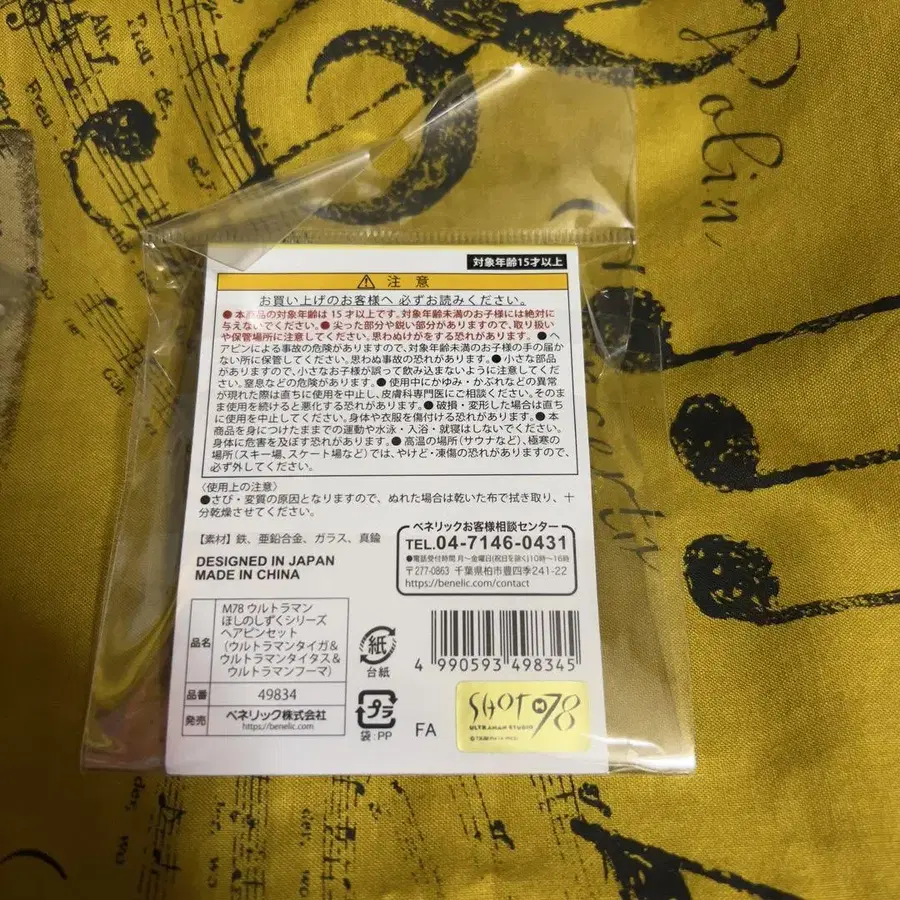 Polin
対象年齢15才以上
注意
お買い上げのお客様へ 必ずお読みください。
●本商品の対象年齢は15才以上です。対象年齢未満のお子様には絶対に
与えないでください。●尖った部分や鋭い部分がありますので、取り扱い
や保管場所に注意してください。思わぬけがをする恐れがあります。●ヘ
アピンによる事故の危険がありますので、対象年齢未満のお子様の手の届か
ない所に保管してください。思わぬ事故の恐れがあります。●小さな部品
がありますので、小さなお子様が誤って飲み込まないように注意してくだ
さい。窒息などの危険があります。●使用中にかゆみ・かぶれなどの異常
が現れた際は直ちに使用を中止し、皮膚科専門医にご相談ください。そのまま
使用を続けると悪化する恐れがあります。●破損・変形した場合は直ち
に使用を中止してください。身体や衣服を傷付ける恐れがあります。●本
商品を身につけたままでの運動や水泳・入浴・就寝はしないでください。
身体に危害を及ぼす恐れがあります。●高温の場所(サウナなど)、極寒の
場所(スキー場、スケート場など)では、やけど・凍傷の恐れがありますので、
必ず外してください。
〈使用上の注意〉
●さび・変質の原因となりますので、ぬれた場合は乾いた布で拭き取り、十
分乾燥させてください。
【素材】鉄、亜鉛合金、ガラス、真鍮
DESIGNED IN JAPAN
MADE IN CHINA
ベネリックお客様相談センター
TEL.04-7146-0431
●電話受付時間 月〜金曜日(祝日を除く)10時〜16時
〒277-0863 千葉県柏市豊四季241-22
https://benelic.com/contact
品名
M78 ウルトラマン
ほしのしずくシリーズ
ヘアピンセット
(ウルトラマンタイガ&
ウルトラマンタイタス&
ウルトラマンフーマ)
品番
49834
発売
ベネリック株式会社
https://benelic.com
紙
台紙
プラ
袋:PP
FA
4 990593 498345
SHOT M78
ULTRAMAN STUDIO